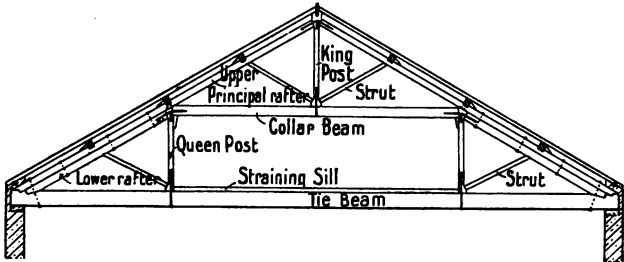 King
Post
Upper
Principal rafter
Strut
Collar Beam
Queen Post
Lower rafter
Straining Sill
Strut
Tie Beam